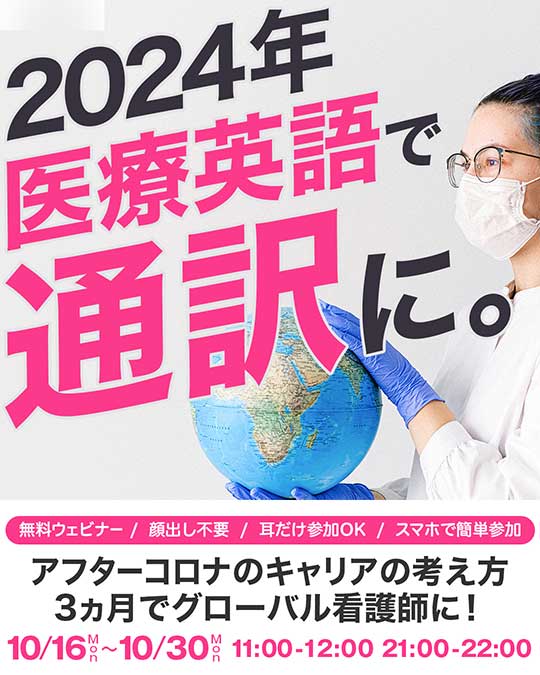 2024年
医療英語で
通訳に。
無料ウェビナー / 顔出し不要 / 耳だけ参加OK / スマホで簡単参加
アフターコロナのキャリアの考え方
3ヵ月でグローバル看護師に！
10/16Mon～10/30Mon 11:00-12:00 21:00-22:00